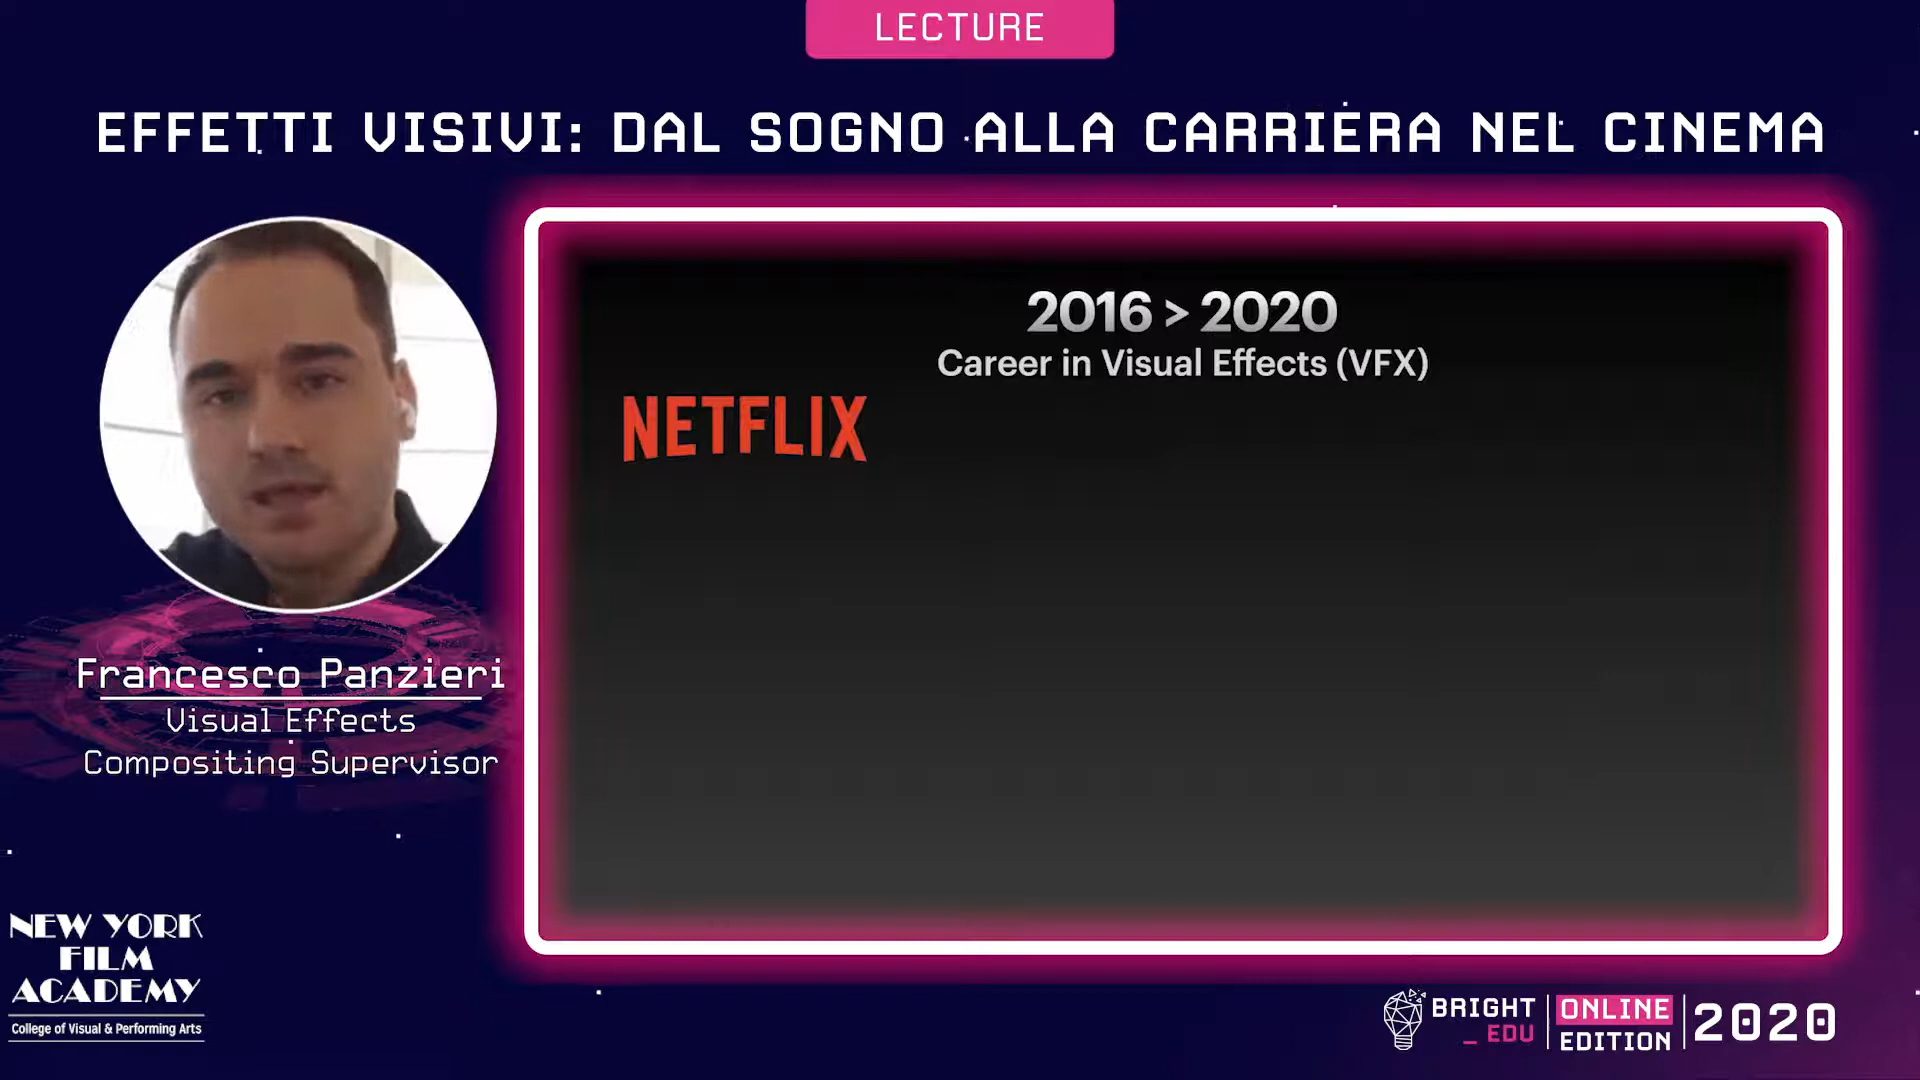 LECTURE
EFFETTI VISIVI: DAL SOGNO ALLA CARRIERA NEL CINEMA
2016 > 2020
Career in Visual Effects (VFX)
NETFLIX
Francesco Panzieri
Visual Effects
Compositing Supervisor
NEW YORK
FILM
ACADEMY
College of Visual & Performing Arts
BRIGHT
_ EDU
ONLINE
EDITION
2020